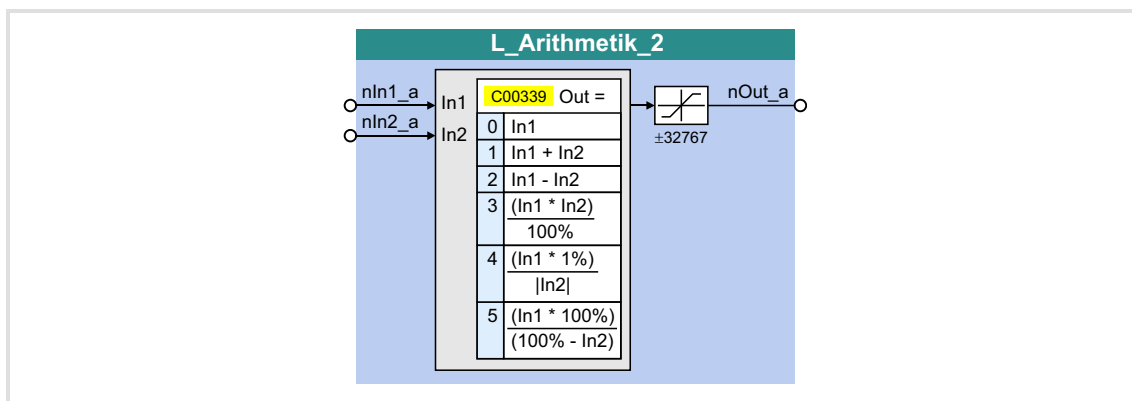 L_Arithmetik_2
nIn1_a
nIn2_a
In1
In2
C00339 Out =
0 In1
1 In1 + In2
2 In1 - In2
3 (In1 * In2)
100%
4 (In1 * 1%)
|In2|
5 (In1 * 100%)
(100% - In2)
±32767
nOut_a